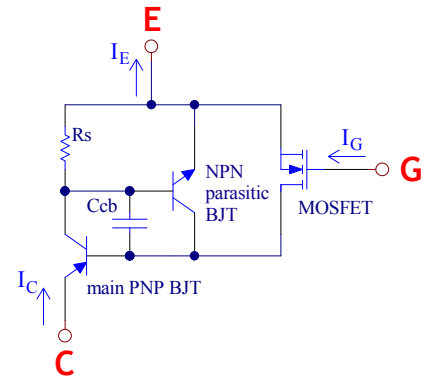 E
I_E
Rs
I_G
G
NPN
parasitic
BJT
MOSFET
Ccb
I_C
main PNP BJT
C